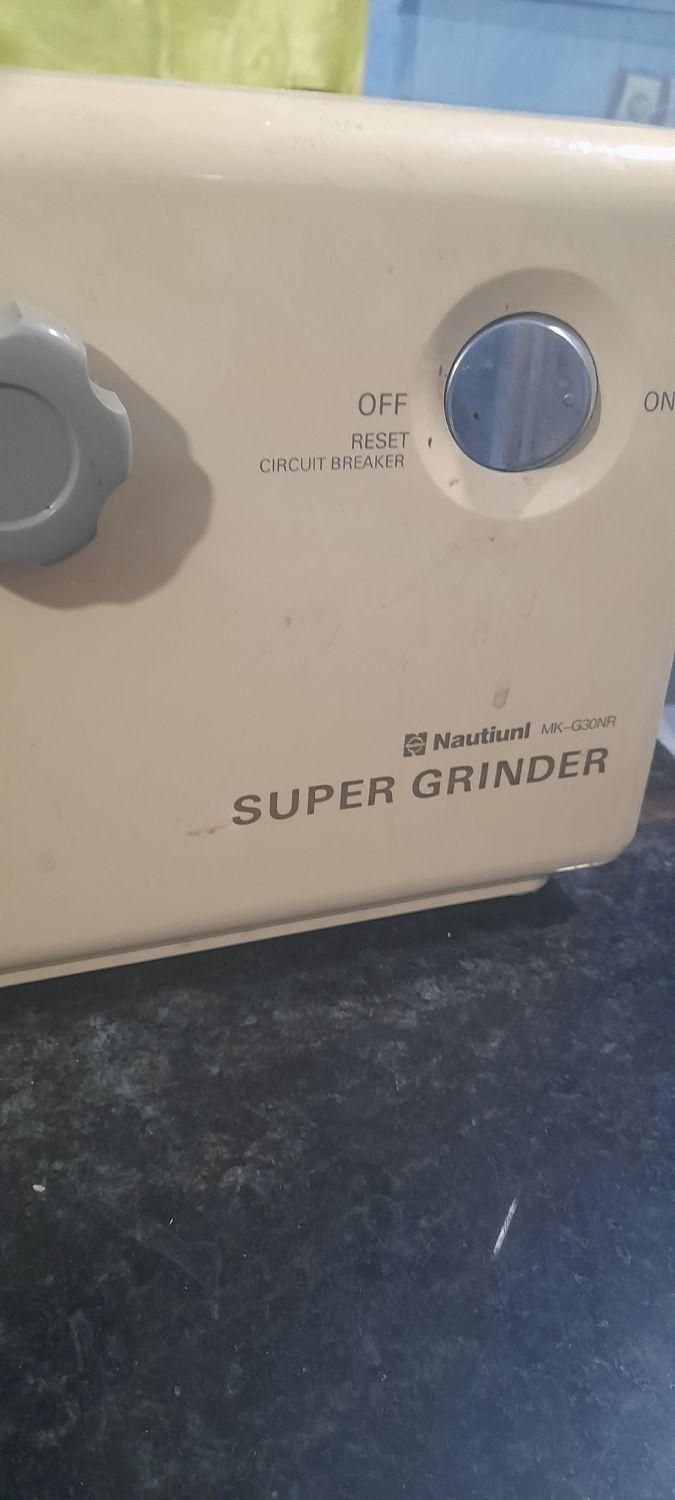 OFF
ON
RESET
CIRCUIT BREAKER
Nautiunl MK-G30NR
SUPER GRINDER